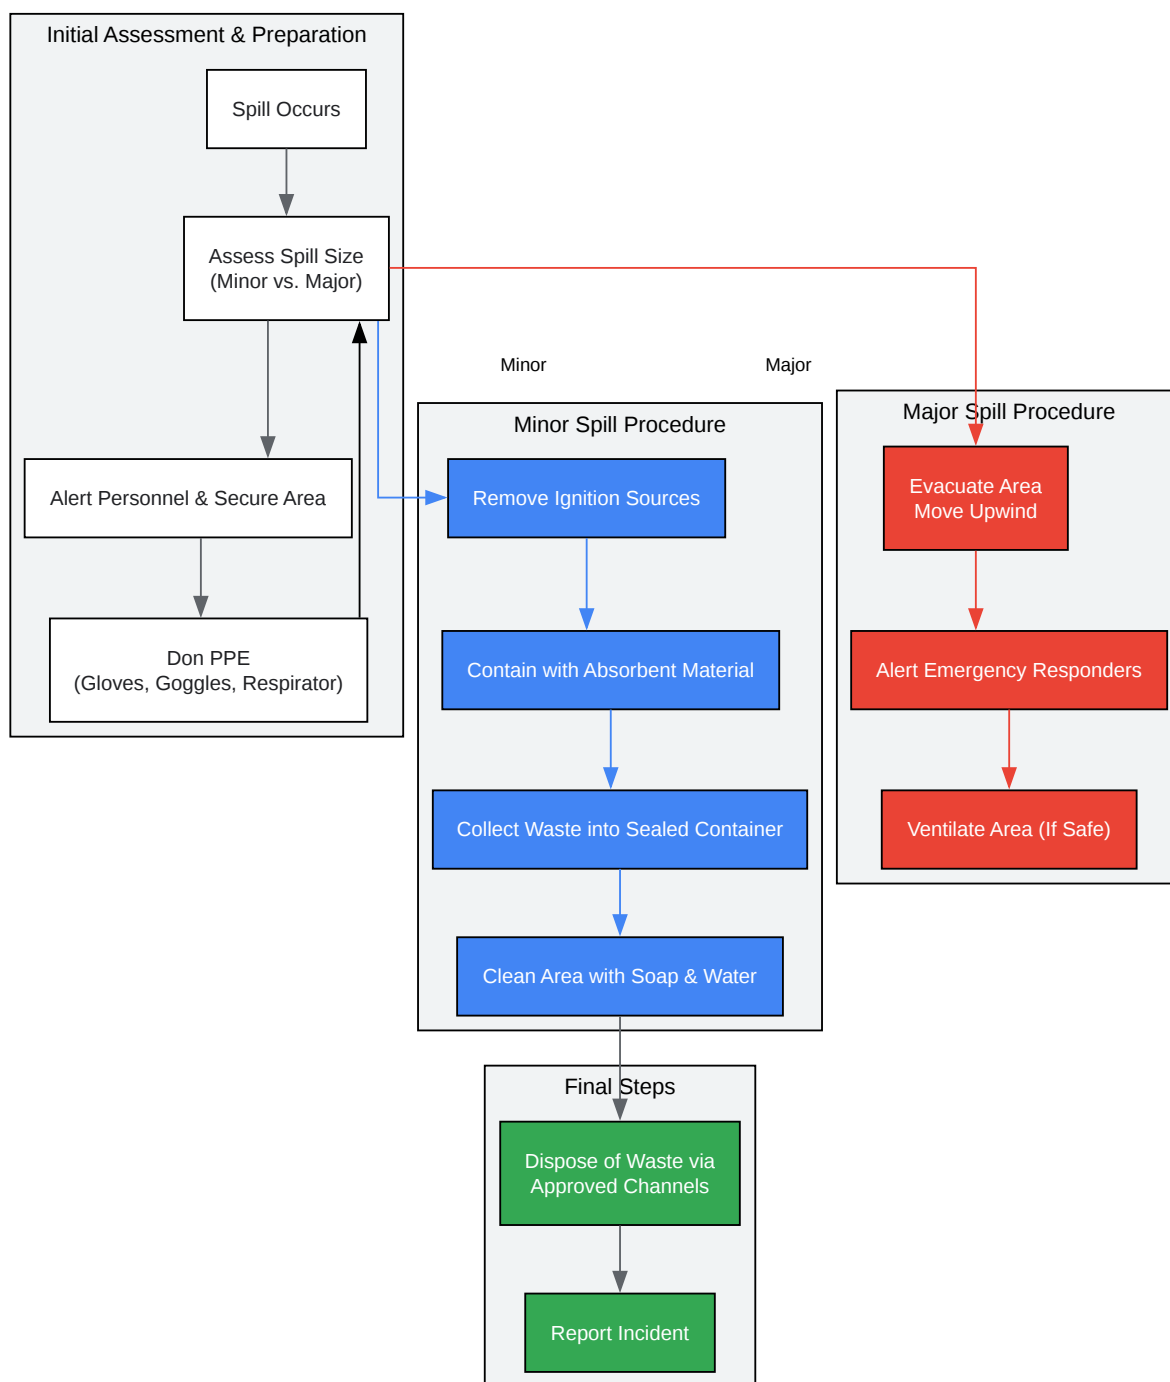 Initial Assessment & Preparation
Spill Occurs
Assess Spill Size
(Minor vs. Major)
Alert Personnel & Secure Area
Don PPE
(Gloves, Goggles, Respirator)
Minor
Major
Minor Spill Procedure
Remove Ignition Sources
Contain with Absorbent Material
Collect Waste into Sealed Container
Clean Area with Soap & Water
Major Spill Procedure
Evacuate Area
Move Upwind
Alert Emergency Responders
Ventilate Area (If Safe)
Final Steps
Dispose of Waste via
Approved Channels
Report Incident